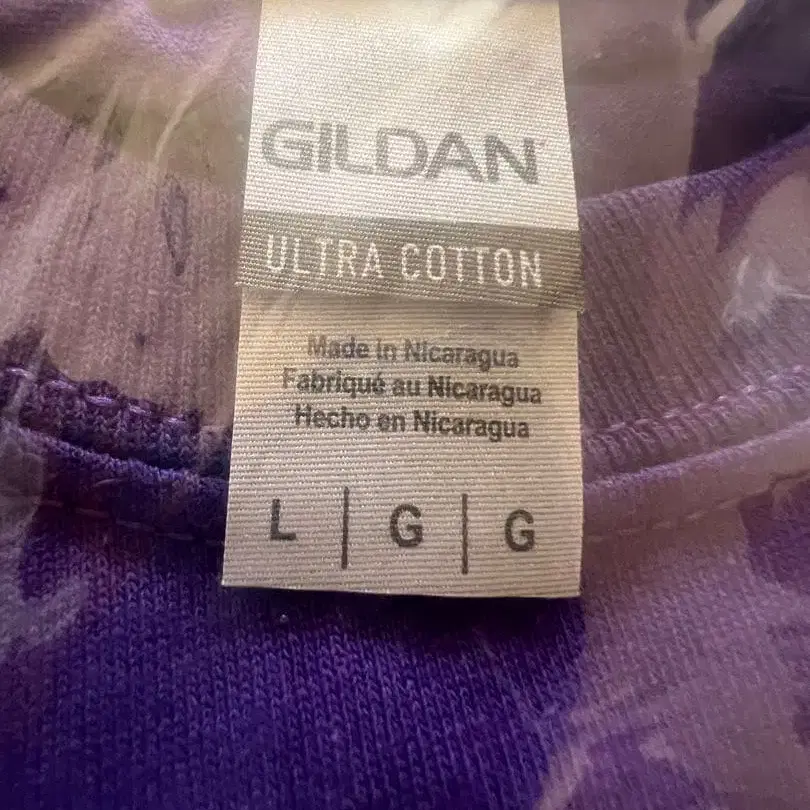 GILDAN
ULTRA COTTON
Made in Nicaragua
Fabriqué au Nicaragua
Hecho en Nicaragua
L | G | G